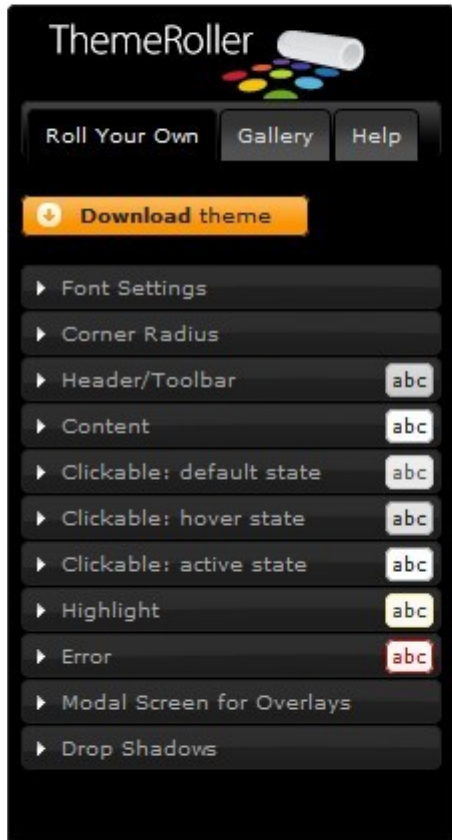 ThemeRoller
Roll Your Own Gallery Help
Download theme
Font Settings
Corner Radius
Header/Toolbar abc
Content abc
Clickable: default state abc
Clickable: hover state abc
Clickable: active state abc
Highlight abc
Error abc
Modal Screen for Overlays
Drop Shadows